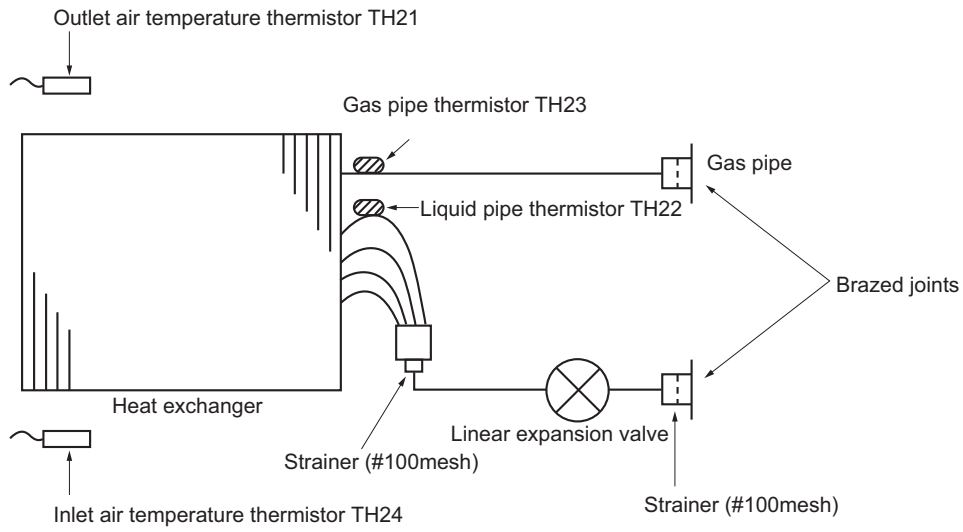 Outlet air temperature thermistor TH21
Gas pipe thermistor TH23
Gas pipe
Liquid pipe thermistor TH22
Brazed joints
Heat exchanger
Linear expansion valve
Strainer (#100mesh)
Strainer (#100mesh)
Inlet air temperature thermistor TH24